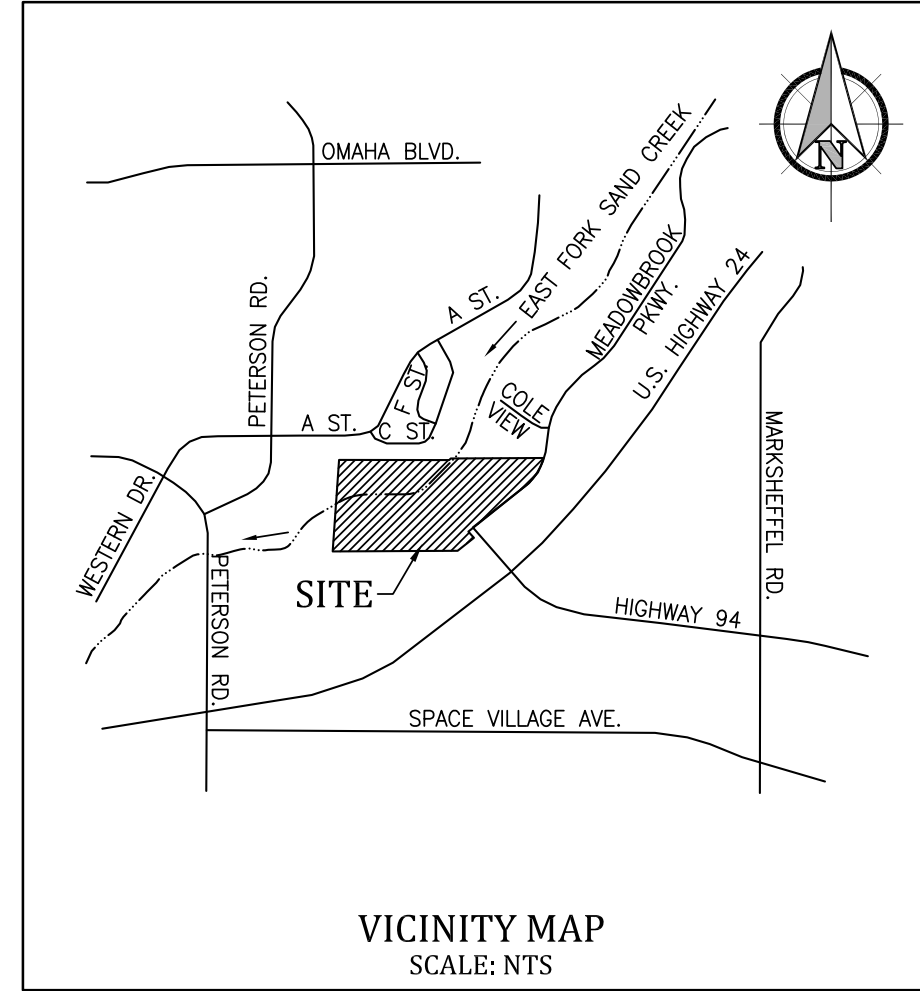 N
OMAHA BLVD.
EAST FORK SAND CREEK
PETERSON RD.
A ST.
MEADOWBROOK
PKWY.
U.S. HIGHWAY 24
F ST.
COLE
VIEW
A ST.
C ST.
MARKSHEFFEL RD.
WESTERN DR.
PETERSON RD.
SITE
HIGHWAY 94
SPACE VILLAGE AVE.
VICINITY MAP
SCALE: NTS